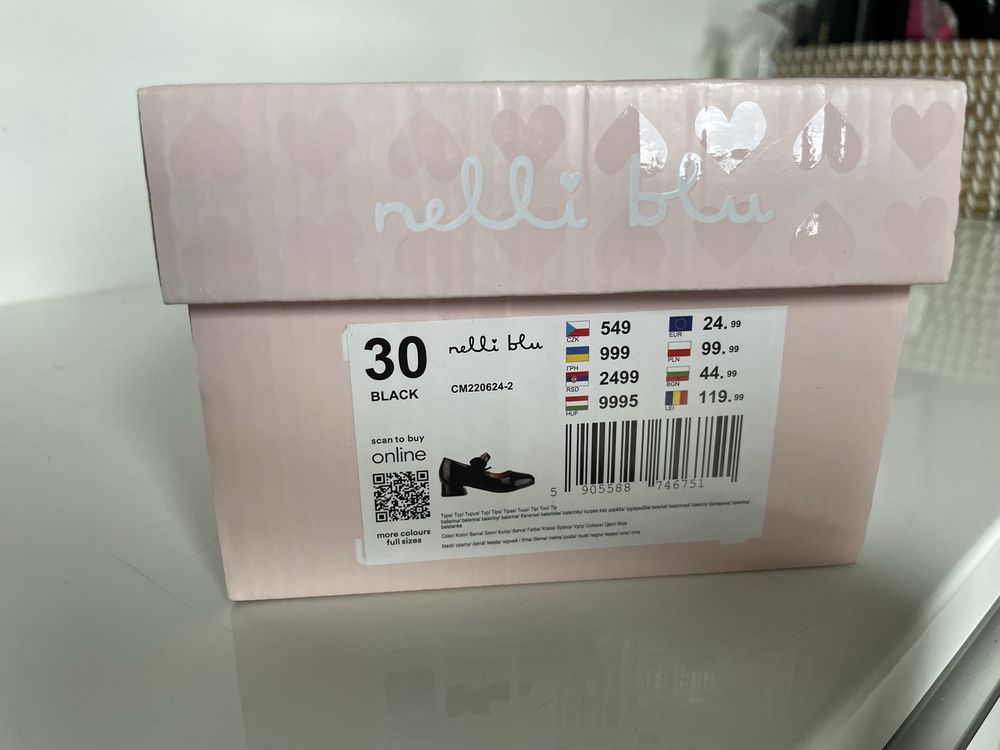 nelli blu
30
BLACK
nelli blu
CM220624-2
CZK 549
EUR 24.99
ГРН 999
PLN 99.99
RSD 2499
BGN 44.99
HUF 9995
LEI 119.99
scan to buy
online
more colours
full sizes
5 905588 746751